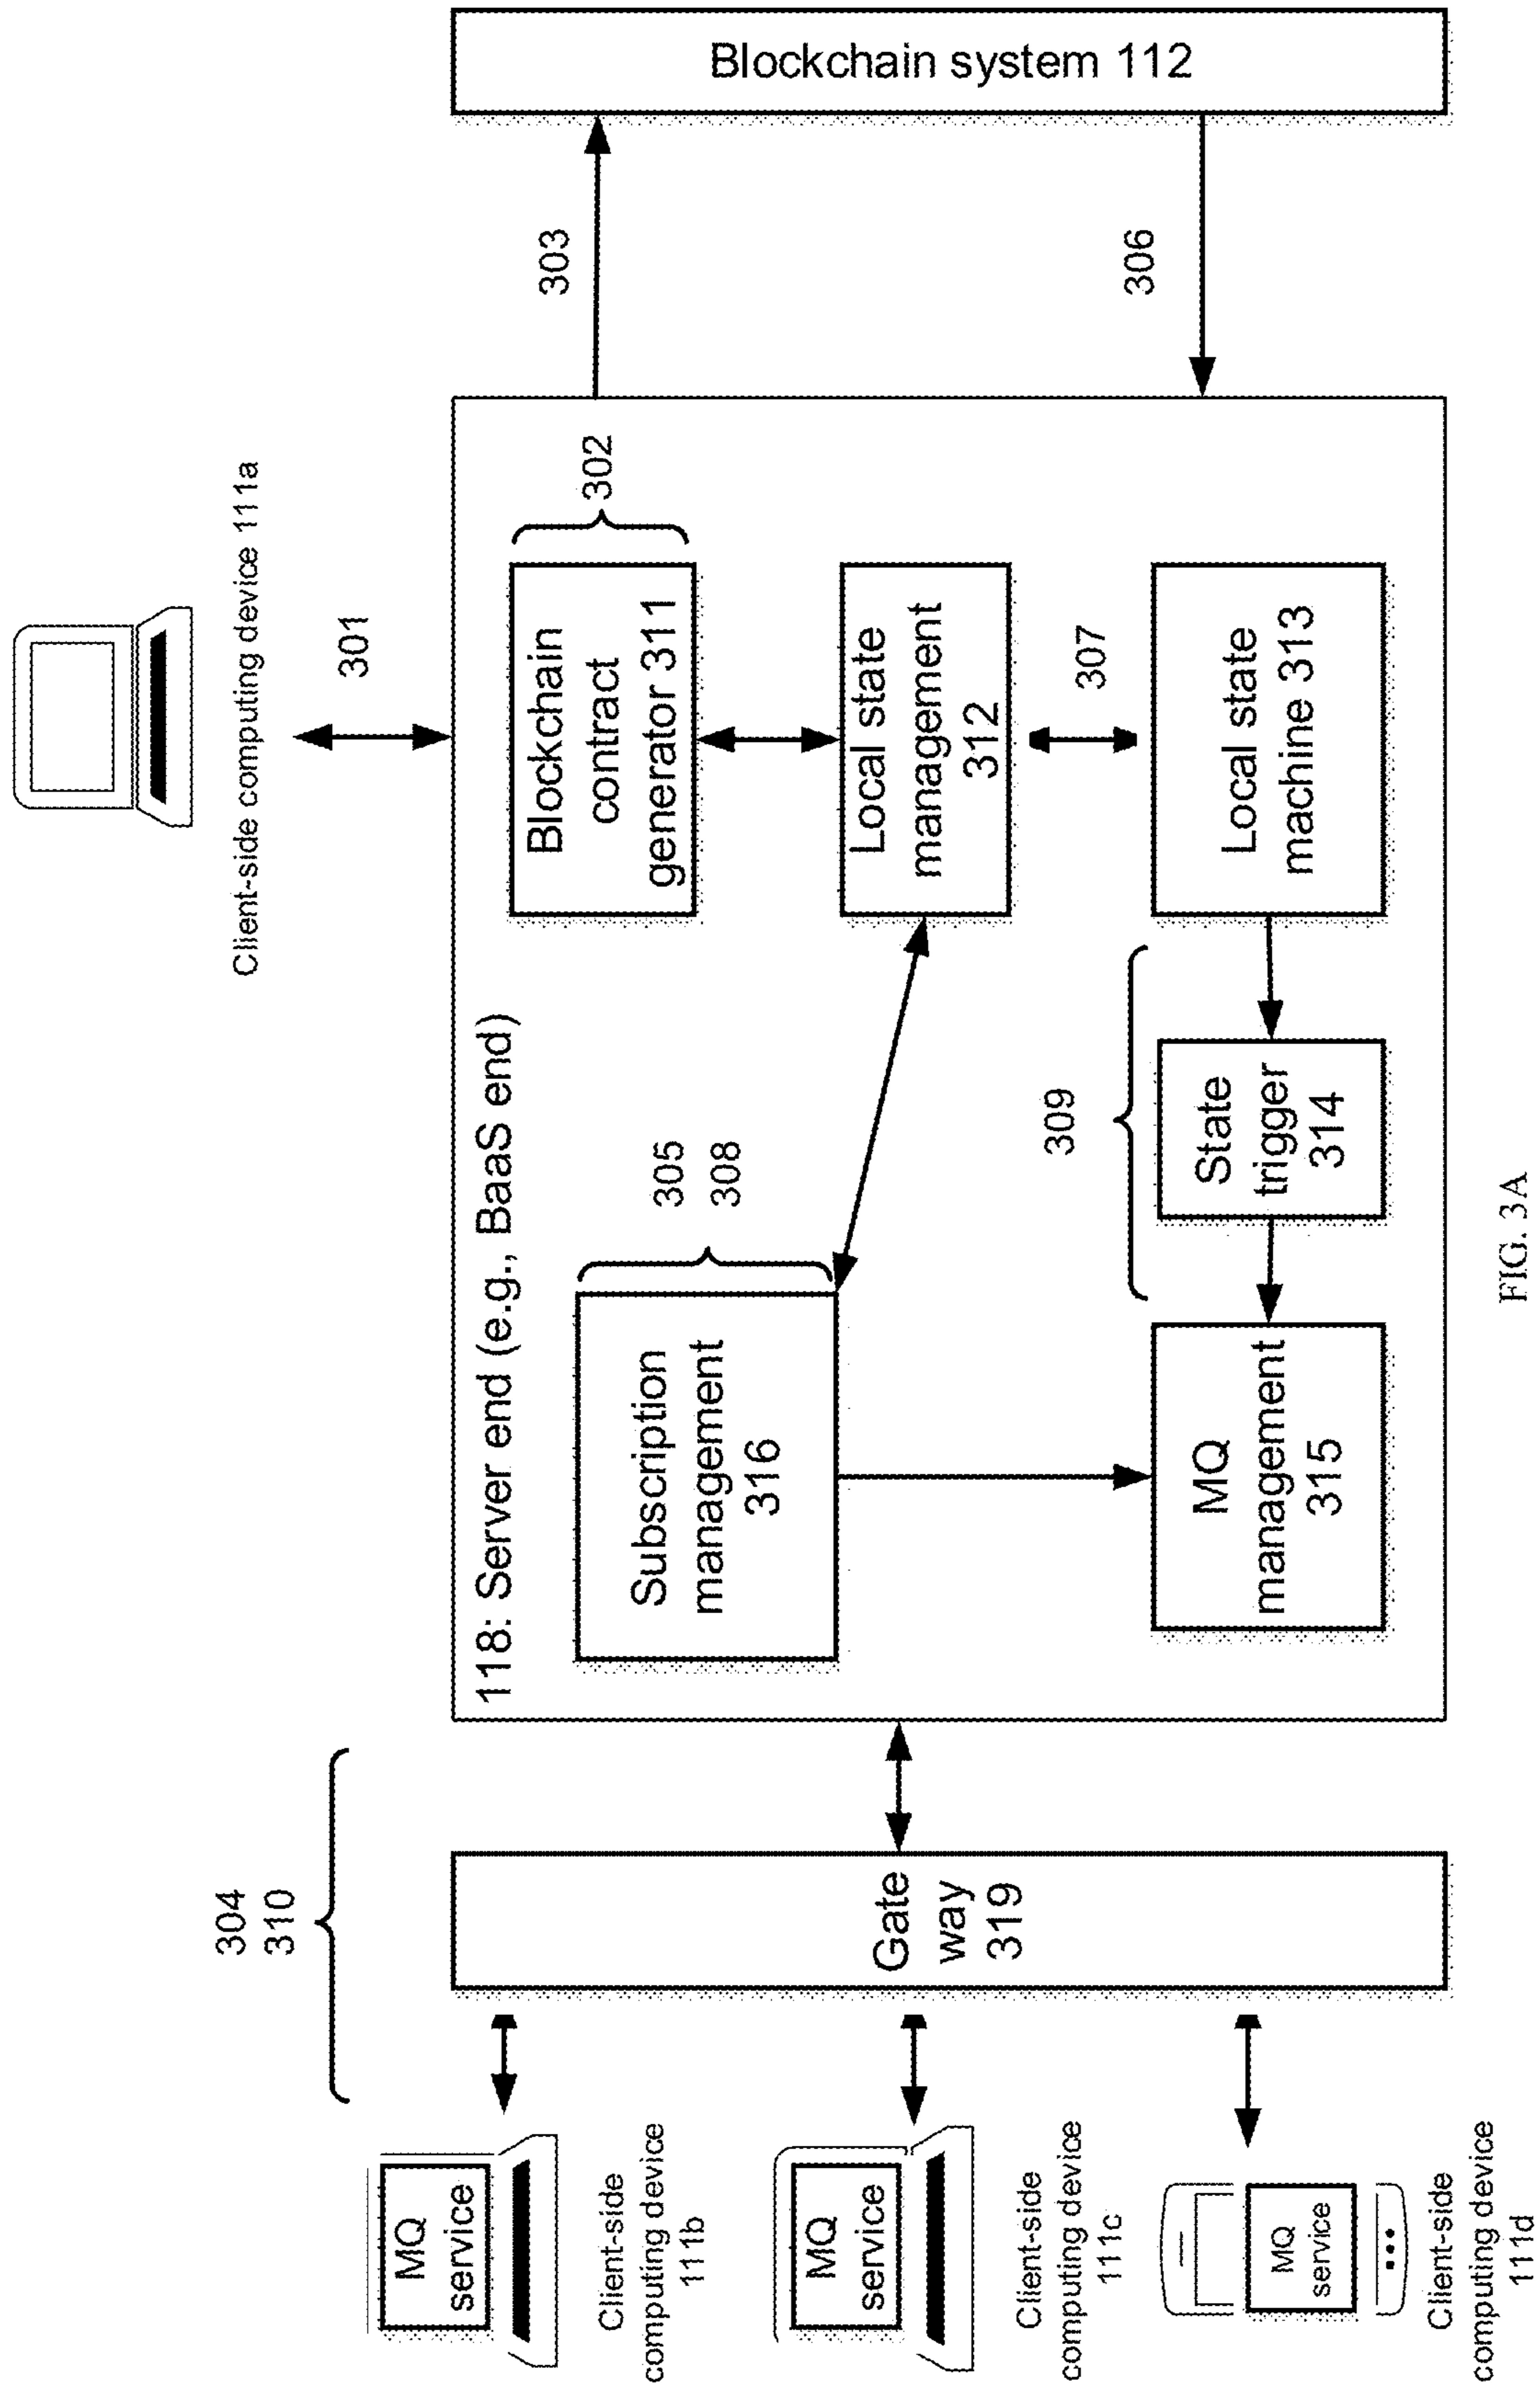 Client-side computing device 111a
301
Blockchain system 112
303
306
118: Server end (e.g., BaaS end)
302
Blockchain
contract
generator 311
Local state
management
312
307
Local state
machine 313
305
308
Subscription
management
316
309
State
trigger
314
MQ
management
315
304
310
Gate
way
319
MQ
service
Client-side
computing device
111b
MQ
service
Client-side
computing device
111c
MQ
service
Client-side
computing device
111d
FIG. 3A